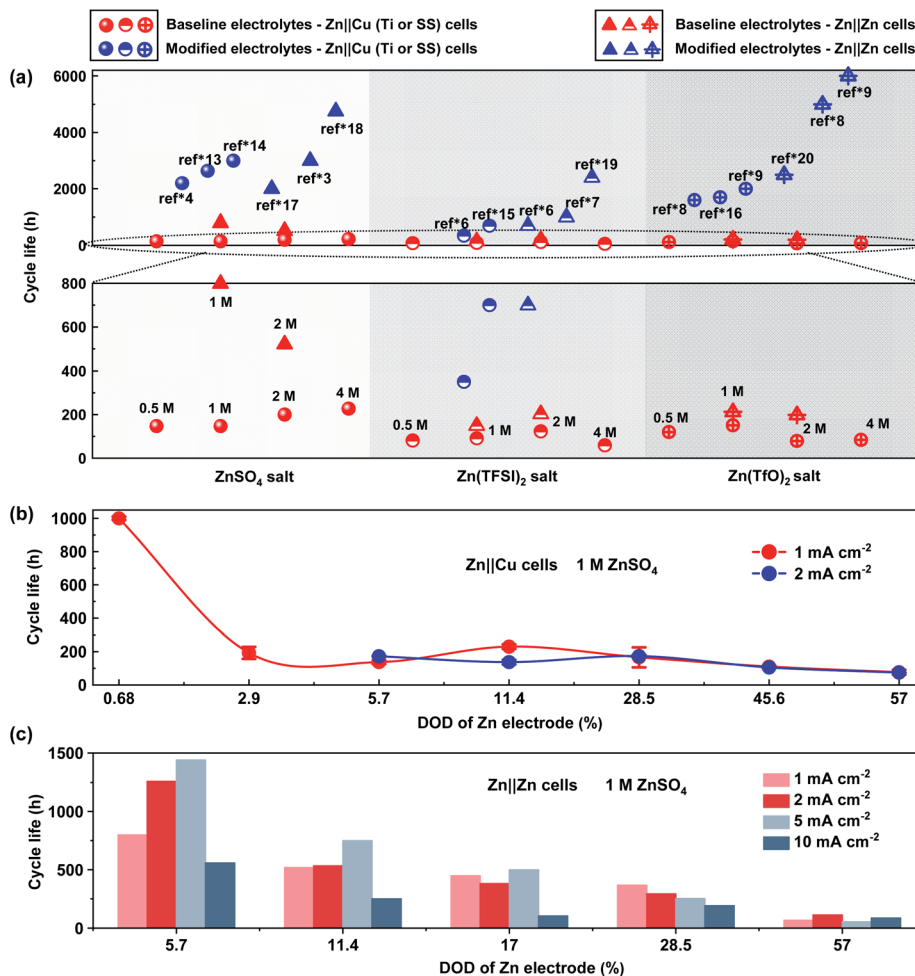 Baseline electrolytes - Zn||Cu (Ti or SS) cells
Modified electrolytes - Zn||Cu (Ti or SS) cells
Baseline electrolytes - Zn||Zn cells
Modified electrolytes - Zn||Zn cells
(a)
Cycle life (h)
6000
4000
2000
0
ref*4
ref*13
ref*14
ref*17
ref*3
ref*18
ref*6
ref*15
ref*6
ref*7
ref*19
ref*8
ref*16
ref*9
ref*20
ref*8
ref*9
800
600
400
200
0
0.5 M
1 M
1 M
2 M
2 M
4 M
0.5 M
1 M
2 M
4 M
0.5 M
1 M
2 M
4 M
ZnSO₄ salt
Zn(TFSI)₂ salt
Zn(TfO)₂ salt
(b)
Cycle life (h)
1000
800
600
400
200
0
Zn||Cu cells 1 M ZnSO₄
1 mA cm⁻²
2 mA cm⁻²
0.68 2.9 5.7 11.4 28.5 45.6 57
DOD of Zn electrode (%)
(c)
Cycle life (h)
1500
1000
500
0
Zn||Zn cells 1 M ZnSO₄
1 mA cm⁻²
2 mA cm⁻²
5 mA cm⁻²
10 mA cm⁻²
5.7 11.4 17 28.5 57
DOD of Zn electrode (%)